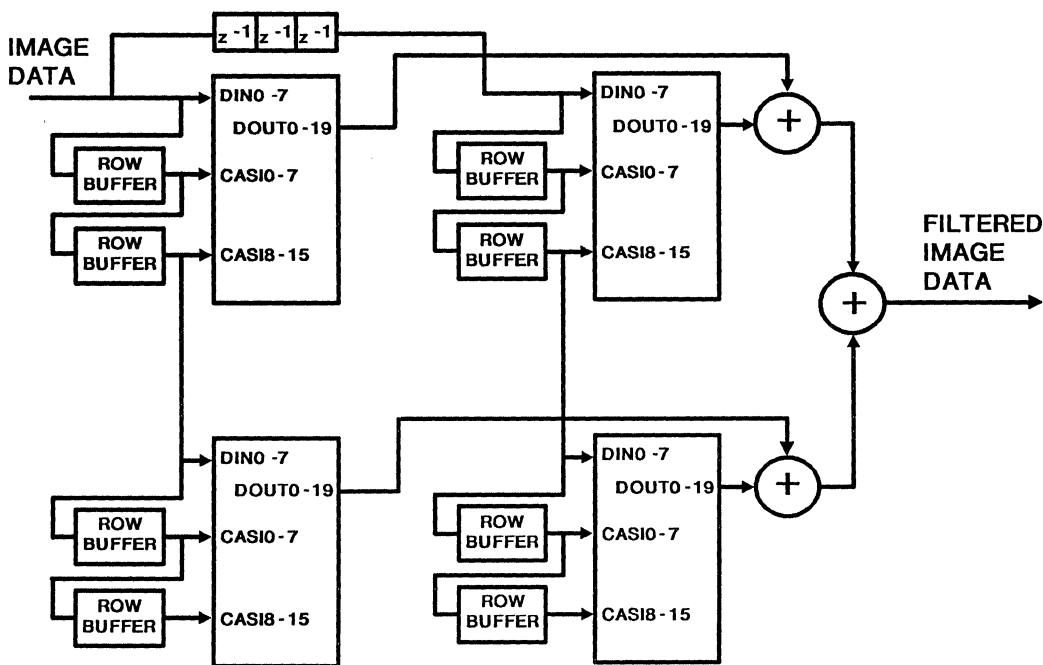 IMAGE
DATA
z -1 z -1 z -1
DIN0 - 7
DOUT0 - 19
ROW
BUFFER
CASI0 - 7
ROW
BUFFER
CASI8 - 15
DIN0 - 7
DOUT0 - 19
ROW
BUFFER
CASI0 - 7
ROW
BUFFER
CASI8 - 15
+
+
FILTERED
IMAGE
DATA
DIN0 - 7
DOUT0 - 19
ROW
BUFFER
CASI0 - 7
ROW
BUFFER
CASI8 - 15
DIN0 - 7
DOUT0 - 19
ROW
BUFFER
CASI0 - 7
ROW
BUFFER
CASI8 - 15
+